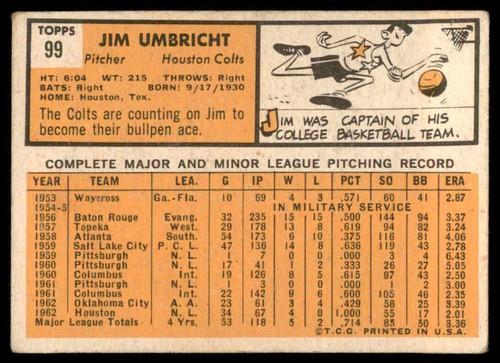 TOPPS
99
JIM UMBRICHT
Pitcher Houston Colts
HT: 6:04 WT: 215 THROWS: Right
BATS: Right BORN: 9/17/1930
HOME: Houston, Tex.
The Colts are counting on Jim to
become their bullpen ace.
JIM WAS CAPTAIN OF HIS
COLLEGE BASKETBALL TEAM.
COMPLETE MAJOR AND MINOR LEAGUE PITCHING RECORD
YEAR TEAM LEA. G IP W L PCT SO BB ERA
1953 Waycross Ga.-Fla. 10 69 4 3 .571 60 41 2.87
1954-5 IN MILITARY SERVICE
1956 Baton Rouge Evang. 32 235 15 15 .500 144 94 3.37
1957 Topeka West. 29 178 13 8 .619 94 82 3.24
1958 Atlanta South. 54 173 6 10 .375 116 81 4.06
1959 Salt Lake City P.C.L. 47 136 14 8 .636 119 43 2.78
1959 Pittsburgh N.L. 1 7 0 0 .000 3 4 6.43
1960 Pittsburgh N.L. 17 41 1 2 .333 26 27 5.05
1960 Columbus Int. 19 126 8 5 .615 97 43 2.50
1961 Pittsburgh N.L. 1 3 0 0 .000 1 2 3.00
1961 Columbus Int. 22 142 9 6 .600 105 46 2.35
1962 Oklahoma City A.A. 14 23 3 4 .429 58 25 3.39
1962 Houston N.L. 34 67 4 0 1.000 55 17 2.01
Major League Totals 4 Yrs. 53 118 5 2 .714 85 50 3.36
©T.C.G. PRINTED IN U.S.A.